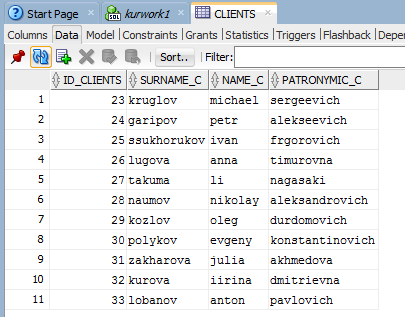 Start Page kurwork1 CLIENTS
Columns Data Model Constraints Grants Statistics Triggers Flashback Depe
Sort.. Filter:
ID_CLIENTS SURNAME_C NAME_C PATRONYMIC_C
1 23 kruglov michael sergeevich
2 24 garipov petr alekseevich
3 25 ssukhorukov ivan frgorovich
4 26 lugova anna timurovna
5 27 takuma li nagasaki
6 28 naumov nikolay aleksandrovich
7 29 kozlov oleg durdomovich
8 30 polykov evgeny konstantinovich
9 31 zakharova julia akhmedova
10 32 kurova iirina dmitrievna
11 33 lobanov anton pavlovich